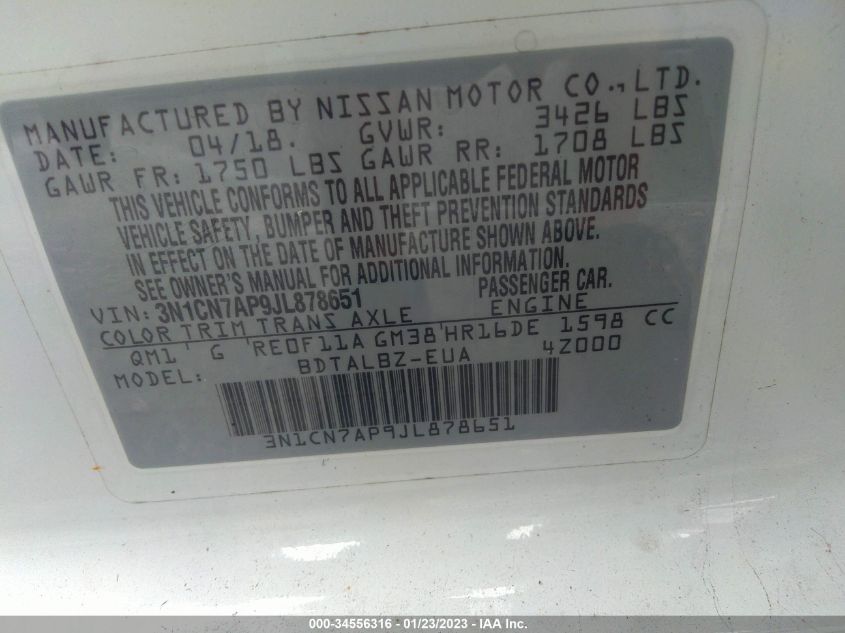 MANUFACTURED BY NISSAN MOTOR CO., LTD.
DATE: 04/18. GVWR: 3426 LBS
GAWR FR: 1750 LBS GAWR RR: 1708 LBS
THIS VEHICLE CONFORMS TO ALL APPLICABLE FEDERAL MOTOR
VEHICLE SAFETY, BUMPER AND THEFT PREVENTION STANDARDS
IN EFFECT ON THE DATE OF MANUFACTURE SHOWN ABOVE.
SEE OWNER'S MANUAL FOR ADDITIONAL INFORMATION.
VIN: 3N1CN7AP9JL878651 PASSENGER CAR.
COLOR TRIM TRANS AXLE ENGINE
QM1 ' G 'RE0F11A GM38'HR16DE 1598 CC
MODEL: BDTALBZ-EUA 4Z000
3N1CN7AP9JL878651
000-34556316 - 01/23/2023 - IAA Inc.